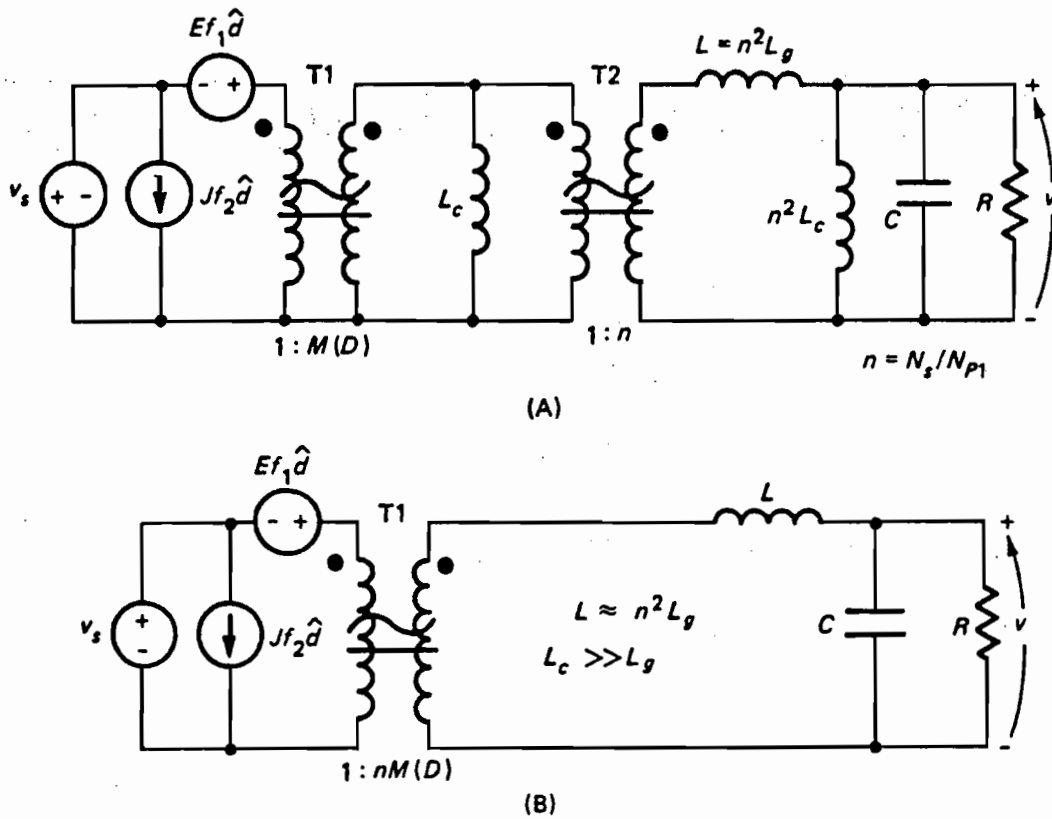 Ef₁d̂
T1
T2
L = n²L_g
v_s
+ -
- +
Jf₂d̂
L_c
n²L_c
C
R
+
v
-
1 : M(D)
1 : n
n = N_s/N_P1
(A)
Ef₁d̂
- +
T1
L
v_s
+
-
Jf₂d̂
L ≈ n²L_g
L_c >> L_g
C
R
+
v
-
1 : nM(D)
(B)